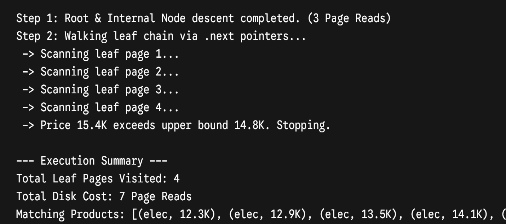 Step 1: Root & Internal Node descent completed. (3 Page Reads)
Step 2: Walking leaf chain via .next pointers...
-> Scanning leaf page 1...
-> Scanning leaf page 2...
-> Scanning leaf page 3...
-> Scanning leaf page 4...
-> Price 15.4K exceeds upper bound 14.8K. Stopping.
--- Execution Summary ---
Total Leaf Pages Visited: 4
Total Disk Cost: 7 Page Reads
Matching Products: [(elec, 12.3K), (elec, 12.9K), (elec, 13.5K), (elec, 14.1K), (